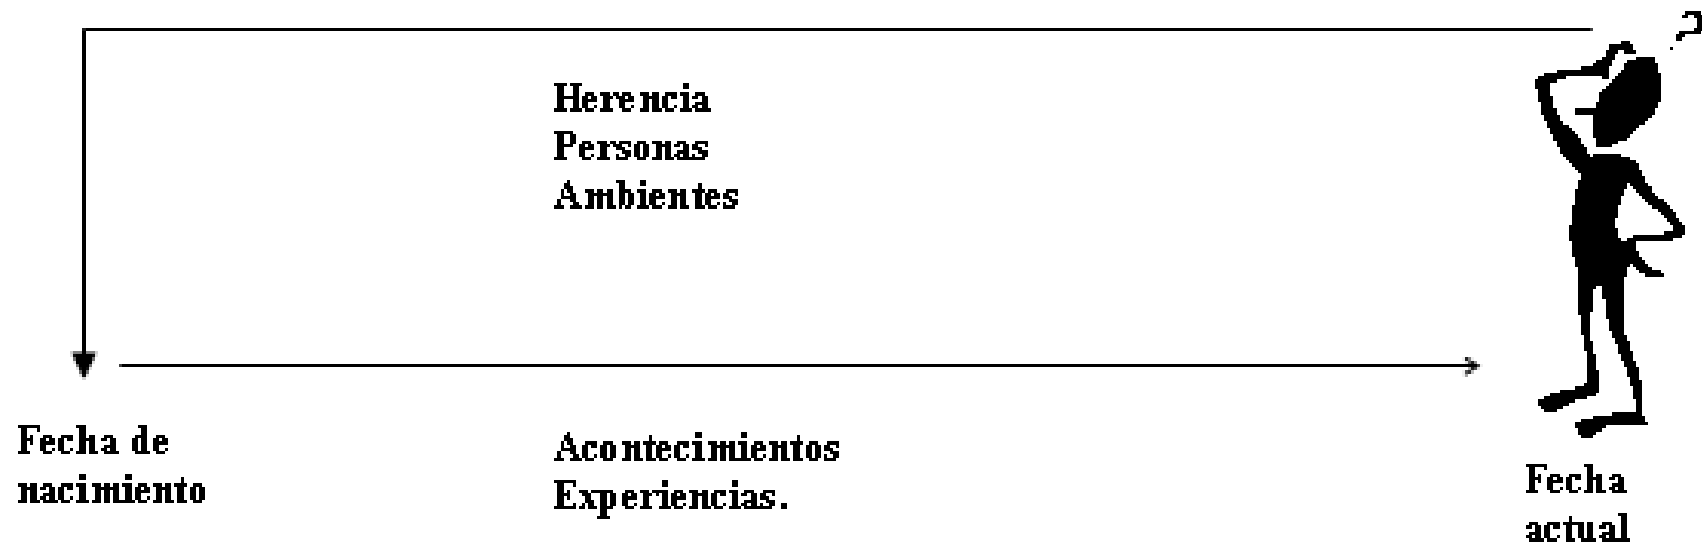 ?
Herencia
Personas
Ambientes
Fecha de
nacimiento
Acontecimientos
Experiencias.
Fecha
actual